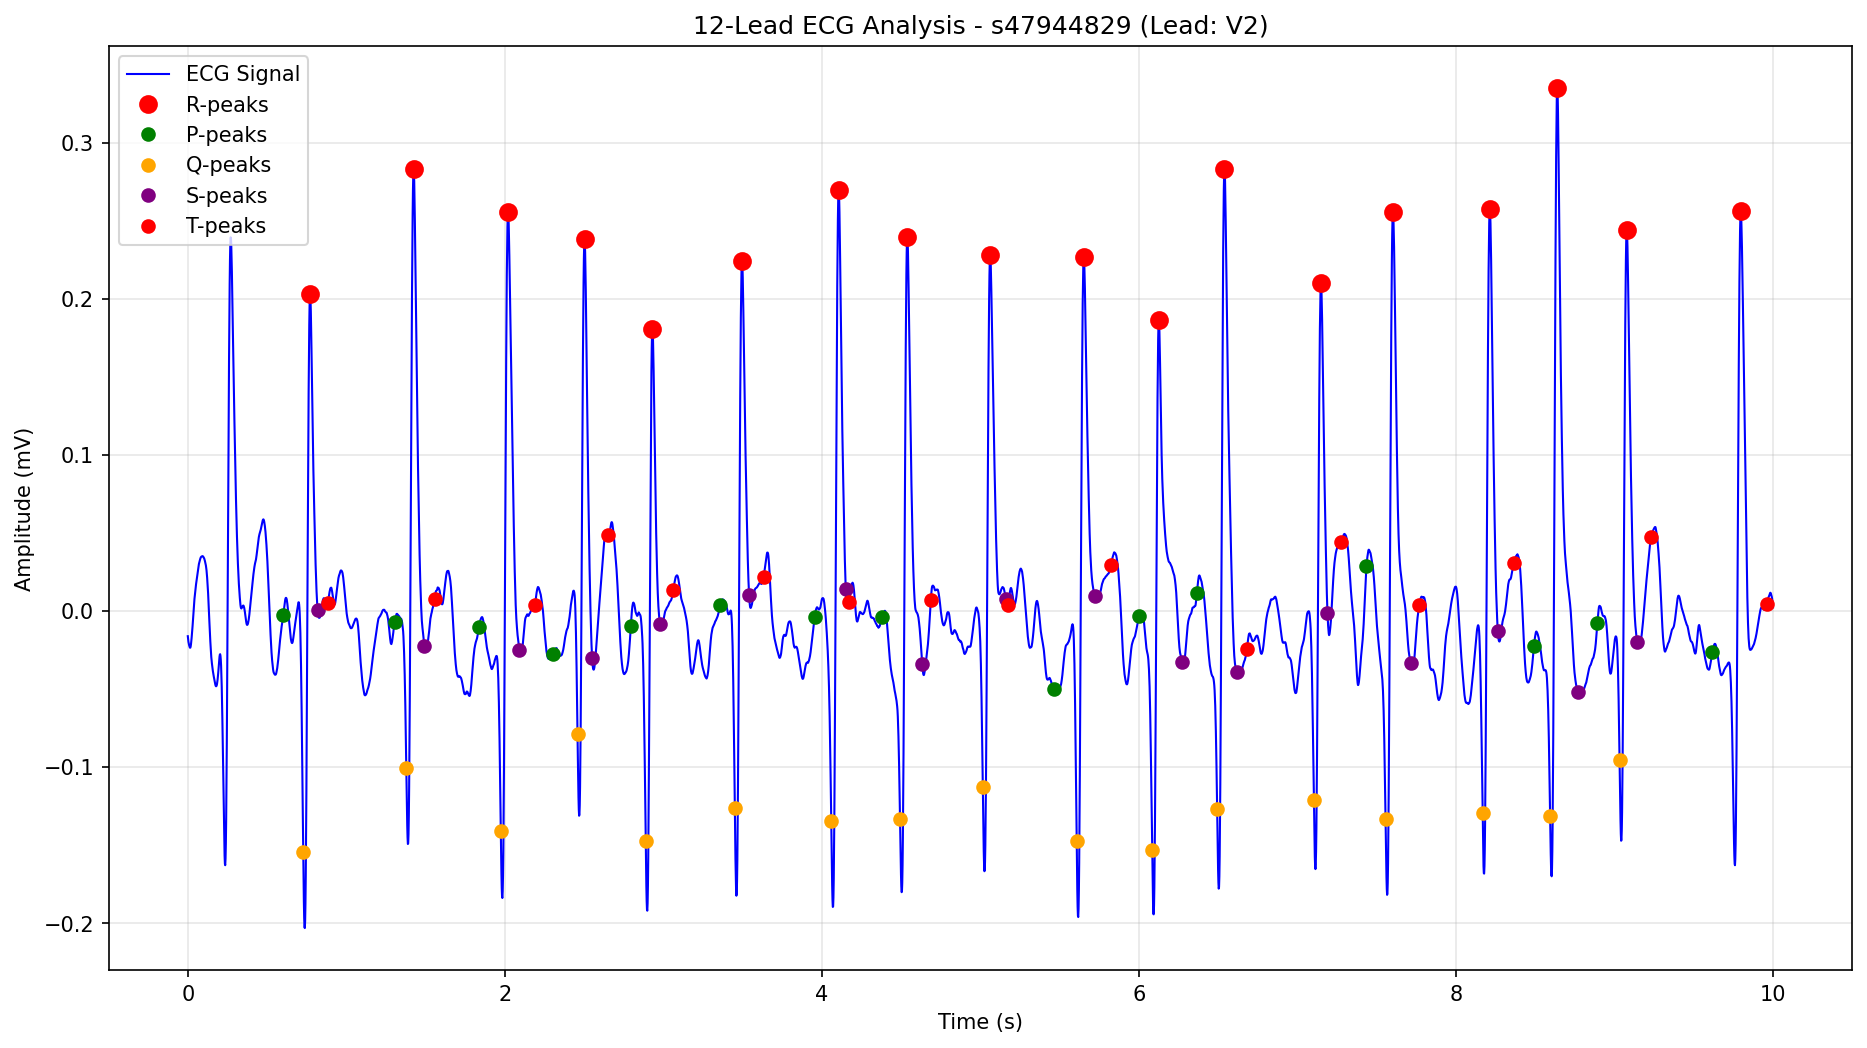 12-Lead ECG Analysis - s47944829 (Lead: V2)
ECG Signal
R-peaks
P-peaks
Q-peaks
S-peaks
T-peaks
Amplitude (mV)
0.3
0.2
0.1
0.0
−0.1
−0.2
0 2 4 6 8 10
Time (s)